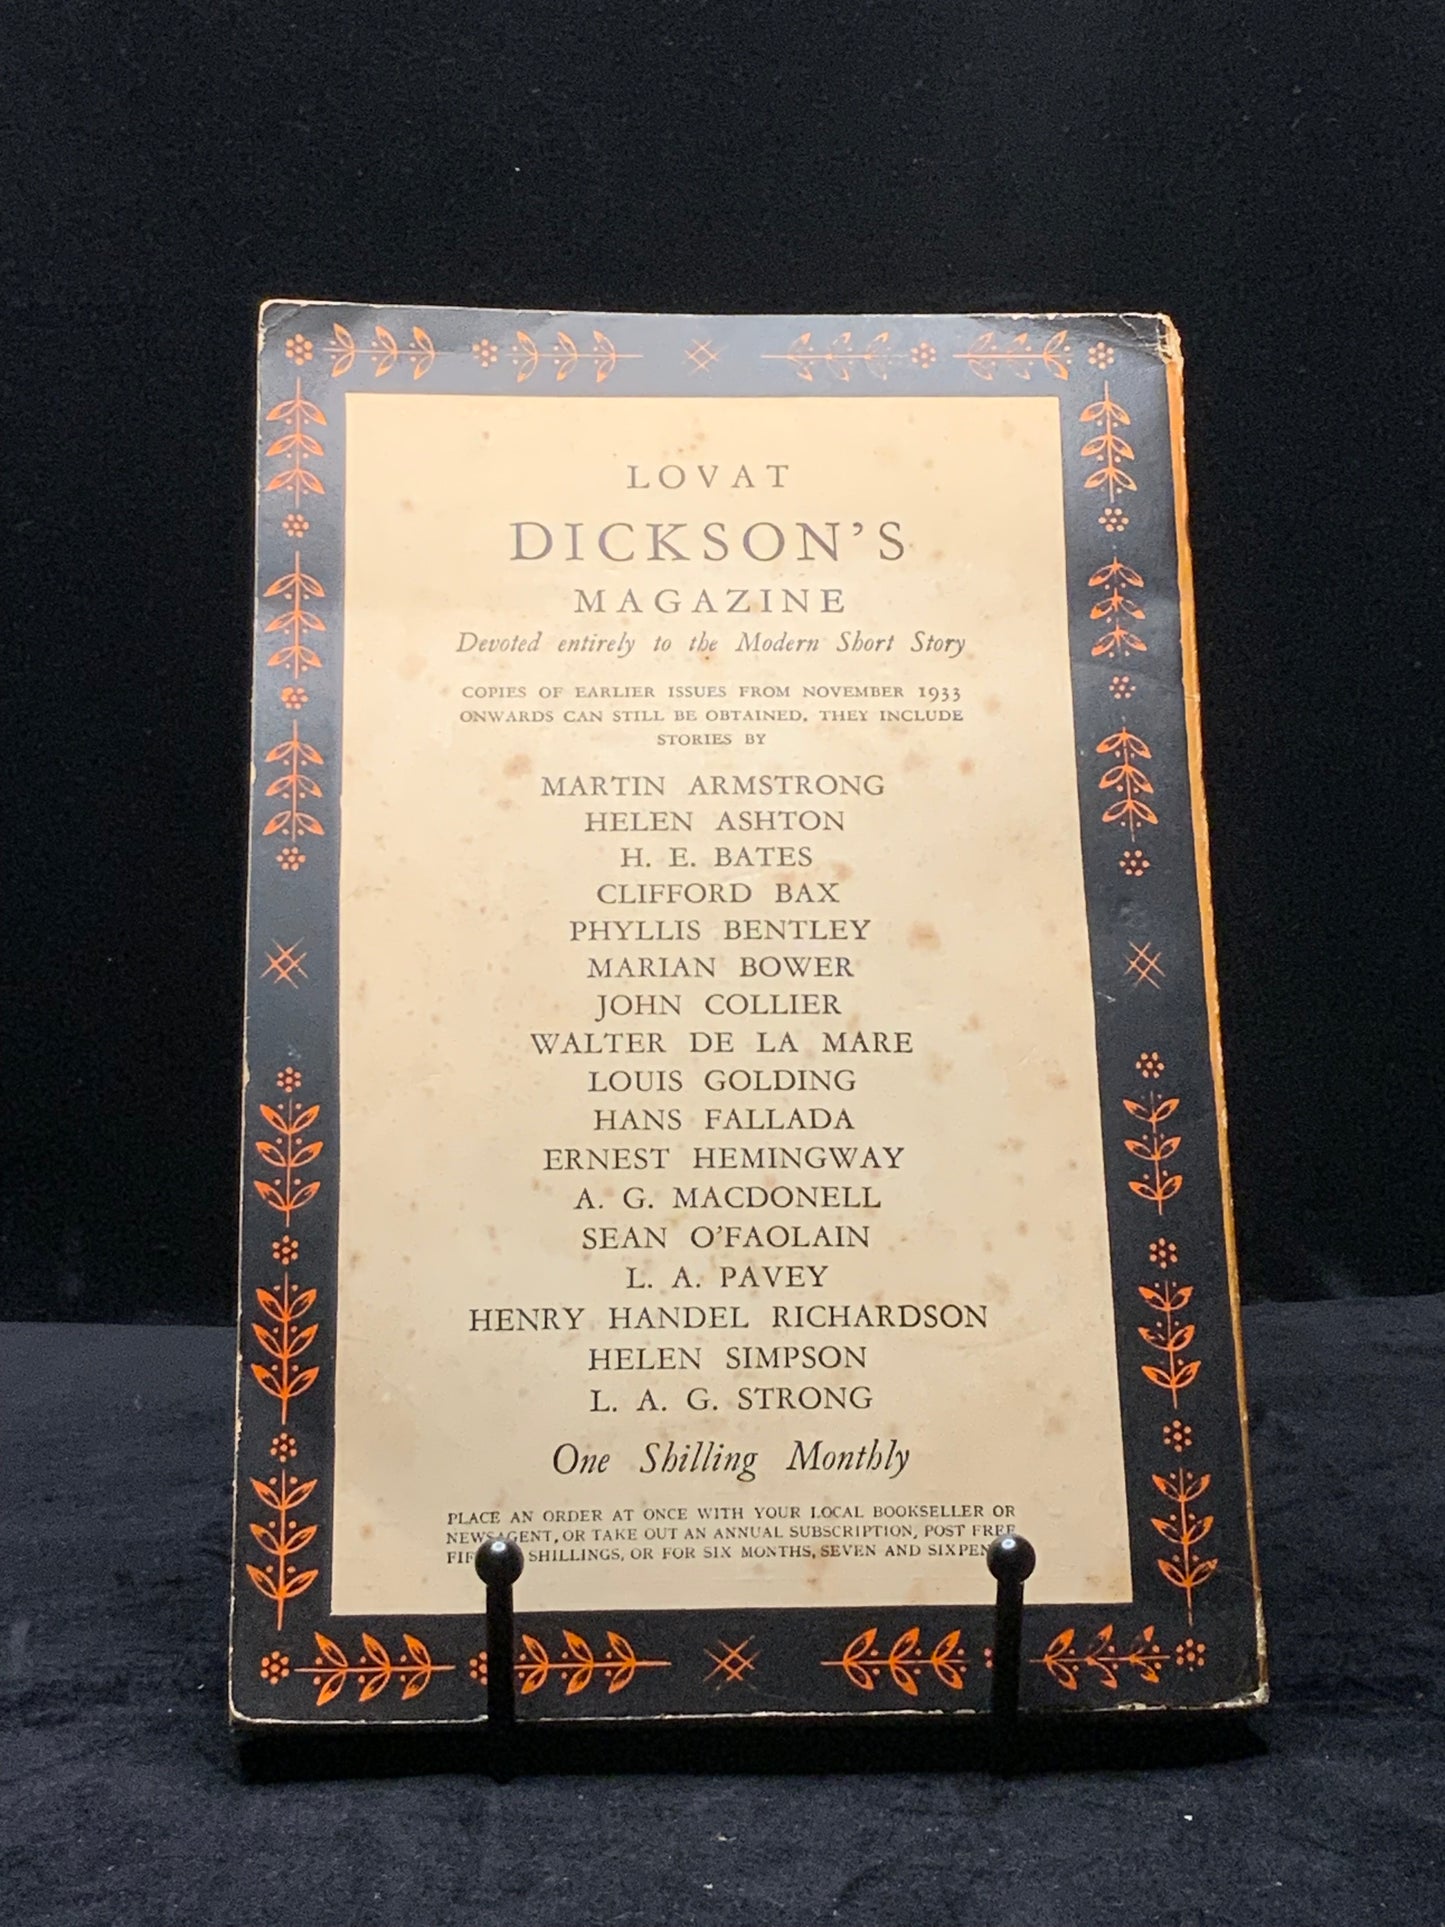 LOVAT
DICKSON'S
MAGAZINE
Devoted entirely to the Modern Short Story
COPIES OF EARLIER ISSUES FROM NOVEMBER 1933
ONWARDS CAN STILL BE OBTAINED. THEY INCLUDE
STORIES BY
MARTIN ARMSTRONG
HELEN ASHTON
H. E. BATES
CLIFFORD BAX
PHYLLIS BENTLEY
MARIAN BOWER
JOHN COLLIER
WALTER DE LA MARE
LOUIS GOLDING
HANS FALLADA
ERNEST HEMINGWAY
A. G. MACDONELL
SEAN O'FAOLAIN
L. A. PAVEY
HENRY HANDEL RICHARDSON
HELEN SIMPSON
L. A. G. STRONG
One Shilling Monthly
PLACE AN ORDER AT ONCE WITH YOUR LOCAL BOOKSELLER OR
NEWSAGENT, OR TAKE OUT AN ANNUAL SUBSCRIPTION, POST FREE
SHILLINGS, OR FOR SIX MONTHS, SEVEN AND